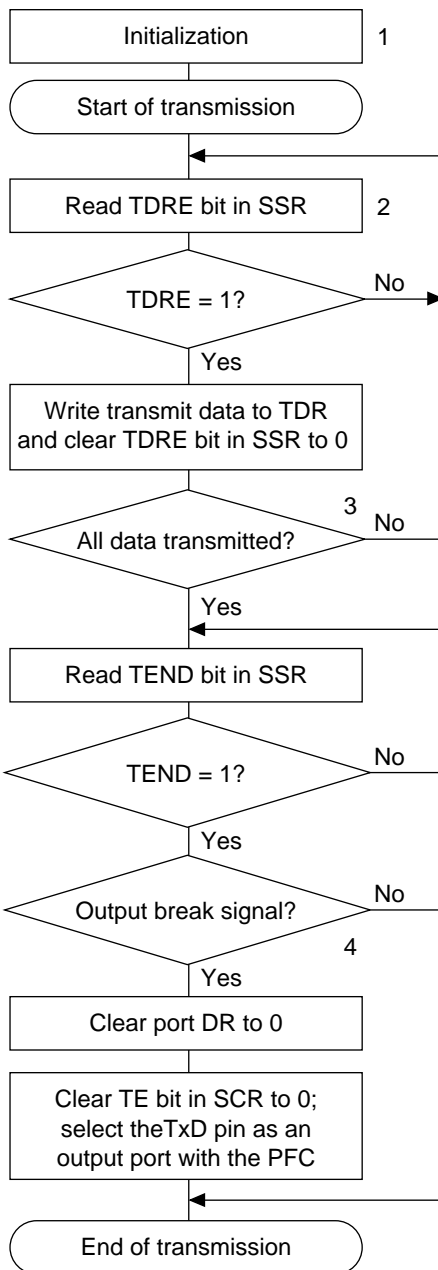 Initialization
1
Start of transmission
Read TDRE bit in SSR
2
TDRE = 1?
No
Yes
Write transmit data to TDR
and clear TDRE bit in SSR to 0
3
All data transmitted?
No
Yes
Read TEND bit in SSR
TEND = 1?
No
Yes
Output break signal?
No
4
Yes
Clear port DR to 0
Clear TE bit in SCR to 0;
select theTxD pin as an
output port with the PFC
End of transmission